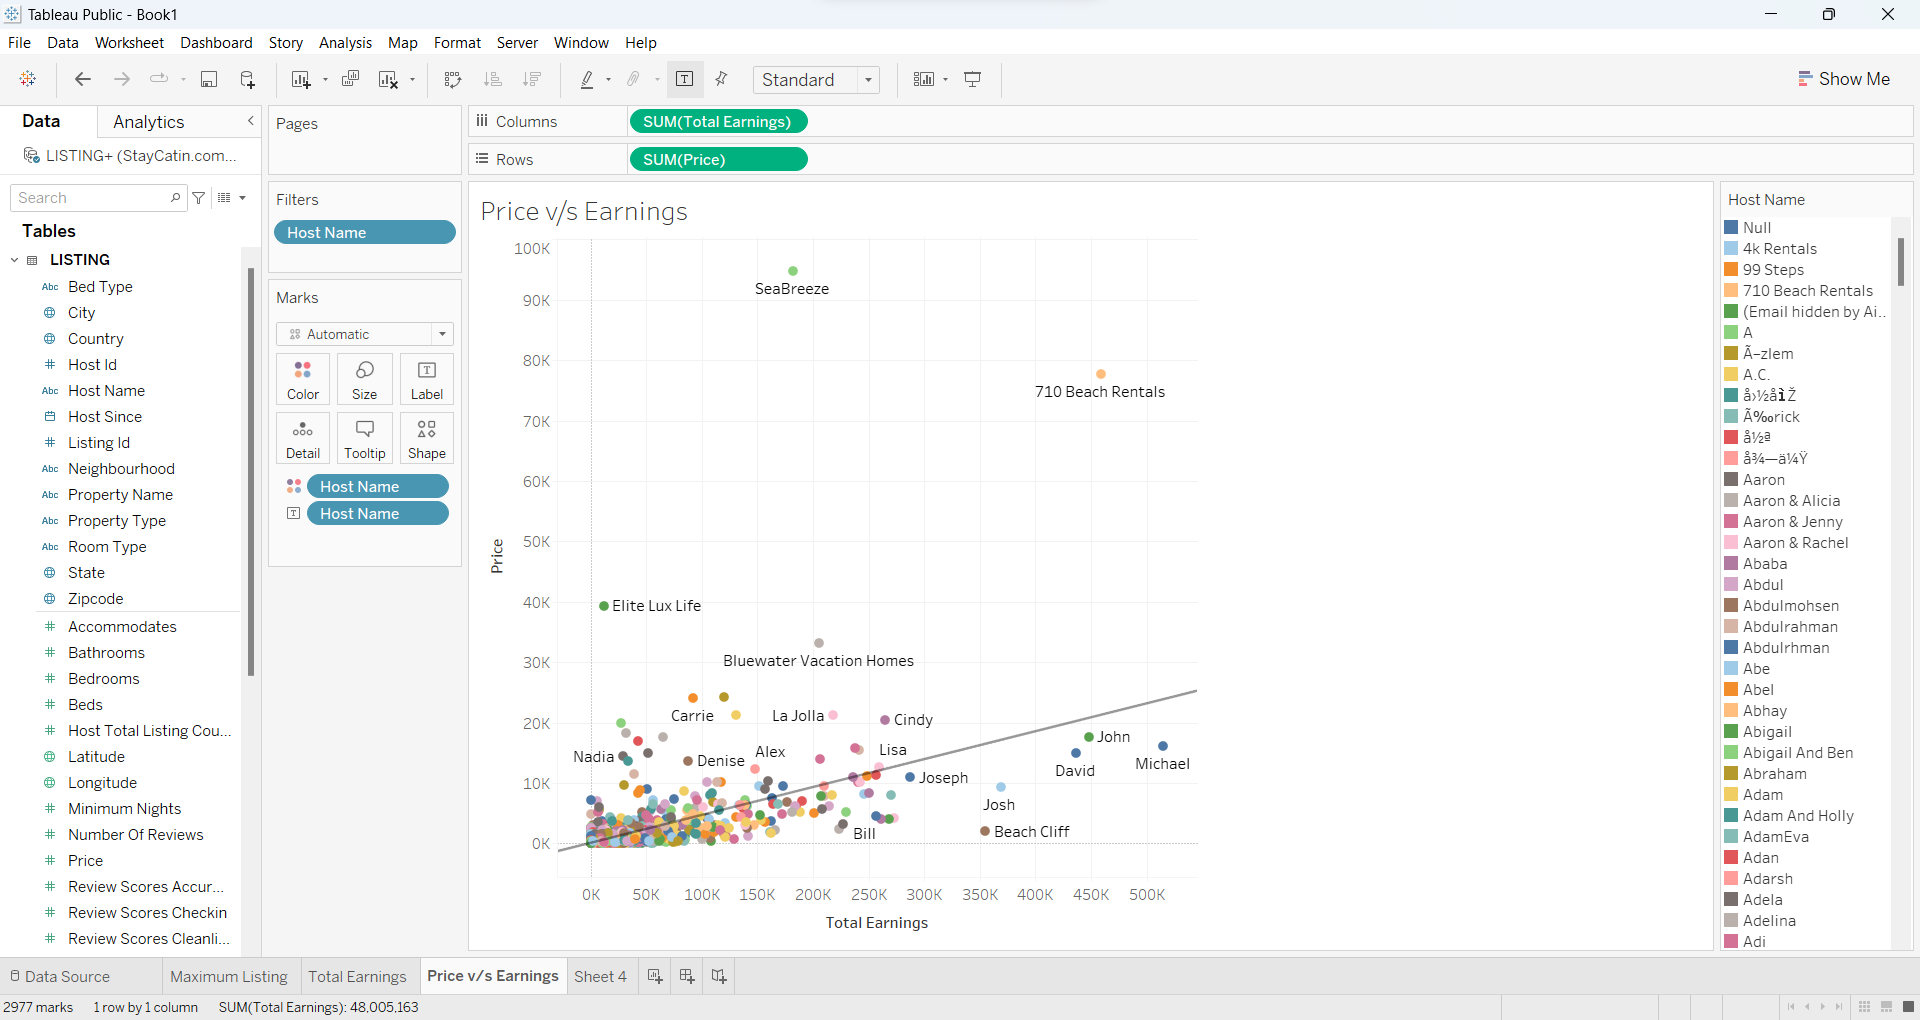 Tableau Public - Book1
File Data Worksheet Dashboard Story Analysis Map Format Server Window Help
Standard
Show Me
Data Analytics
LISTING+ (StayCatin.com...
Search
Tables
LISTING
Abc Bed Type
City
Country
# Host Id
Abc Host Name
Host Since
# Listing Id
Abc Neighbourhood
Abc Property Name
Abc Property Type
Abc Room Type
State
Zipcode
# Accommodates
# Bathrooms
# Bedrooms
# Beds
# Host Total Listing Cou...
Latitude
Longitude
# Minimum Nights
# Number Of Reviews
# Price
# Review Scores Accur...
# Review Scores Checkin
# Review Scores Cleanli...
Pages
Filters
Host Name
Marks
Automatic
Color Size Label
Detail Tooltip Shape
Host Name
Host Name
Columns SUM(Total Earnings)
Rows SUM(Price)
Price v/s Earnings
100K
90K
80K
70K
60K
50K
40K
30K
20K
10K
0K
Price
SeaBreeze
710 Beach Rentals
Elite Lux Life
Bluewater Vacation Homes
Carrie
La Jolla
Cindy
John
Nadia
Denise
Alex
Lisa
David
Michael
Joseph
Josh
Bill
Beach Cliff
0K 50K 100K 150K 200K 250K 300K 350K 400K 450K 500K
Total Earnings
Host Name
Null
4k Rentals
99 Steps
710 Beach Rentals
(Email hidden by Ai..
A
Ã–zlem
A.C.
å›½åìŽ
Ã‰rick
å½ª
å¾—ä¼Ÿ
Aaron
Aaron & Alicia
Aaron & Jenny
Aaron & Rachel
Ababa
Abdul
Abdulmohsen
Abdulrahman
Abdulrhman
Abe
Abel
Abhay
Abigail
Abigail And Ben
Abraham
Adam
Adam And Holly
AdamEva
Adan
Adarsh
Adela
Adelina
Adi
Data Source Maximum Listing Total Earnings Price v/s Earnings Sheet 4
2977 marks 1 row by 1 column SUM(Total Earnings): 48,005,163